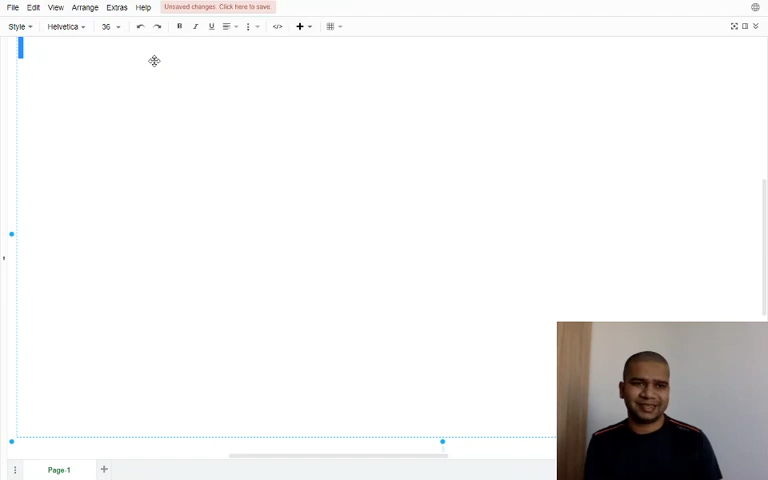 File Edit View Arrange Extras Help Unsaved changes. Click here to save.
Style Helvetica 36 B I U </>
Page-1